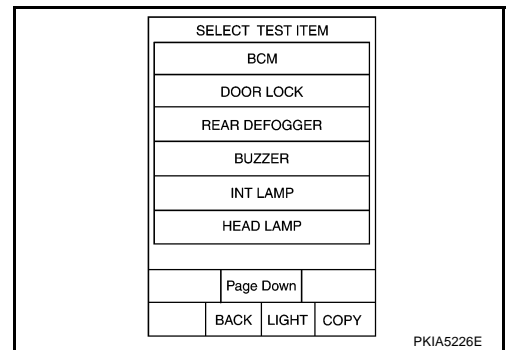 SELECT TEST ITEM
BCM
DOOR LOCK
REAR DEFOGGER
BUZZER
INT LAMP
HEAD LAMP
Page Down
BACK LIGHT COPY
PKIA5226E